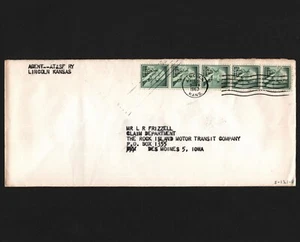 AGENT--AT&SF RY
LINCOLN KANSAS
KANS.
MR L R FRIZZELL
CLAIM DEPARTMENT
THE ROCK ISLAND MOTOR TRANSIT COMPANY
P.O. BOX 1355
DES MOINES 5, IOWA